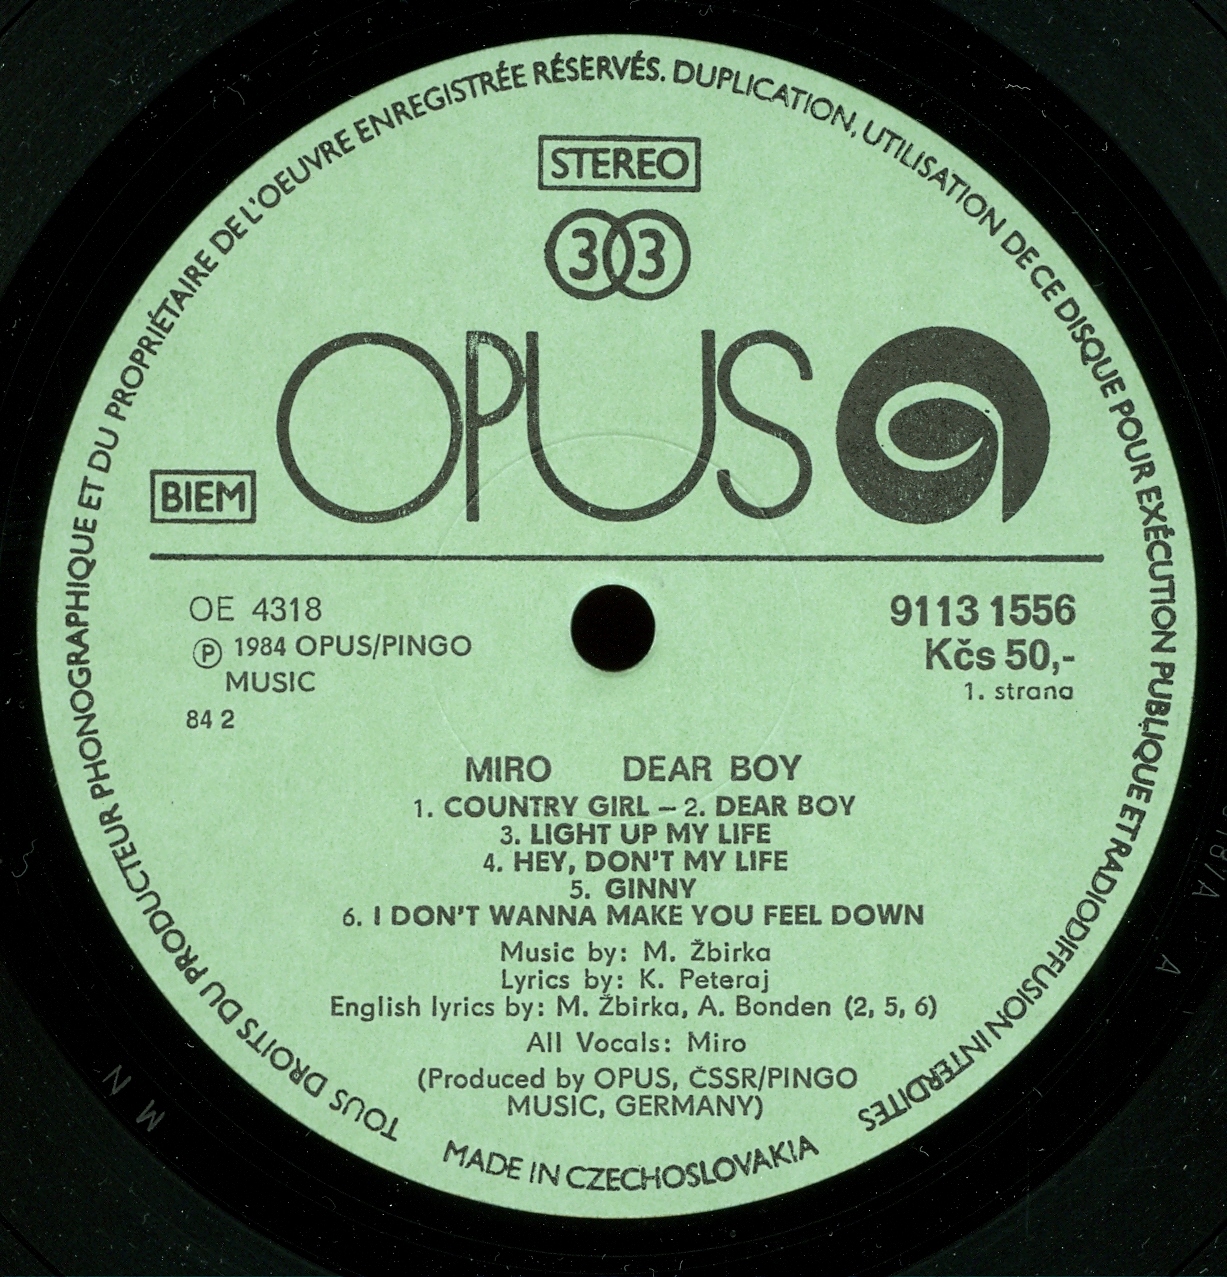 TOUS DROITS DU PRODUCTEUR PHONOGRAPHIQUE ET DU PROPRIÉTAIRE DE L'OEUVRE ENREGISTRÉE RÉSERVÉS. DUPLICATION, UTILISATION DE CE DISQUE POUR EXÉCUTION PUBLIQUE ET RADIODIFFUSION INTERDITES
STEREO
33
OPUS
BIEM
OE 4318
Ⓟ 1984 OPUS/PINGO
MUSIC
84 2
9113 1556
Kčs 50,-
1. strana
MIRO DEAR BOY
1. COUNTRY GIRL – 2. DEAR BOY
3. LIGHT UP MY LIFE
4. HEY, DON'T MY LIFE
5. GINNY
6. I DON'T WANNA MAKE YOU FEEL DOWN
Music by: M. Žbirka
Lyrics by: K. Peteraj
English lyrics by: M. Žbirka, A. Bonden (2, 5, 6)
All Vocals: Miro
(Produced by OPUS, ČSSR/PINGO
MUSIC, GERMANY)
MADE IN CZECHOSLOVAKIA